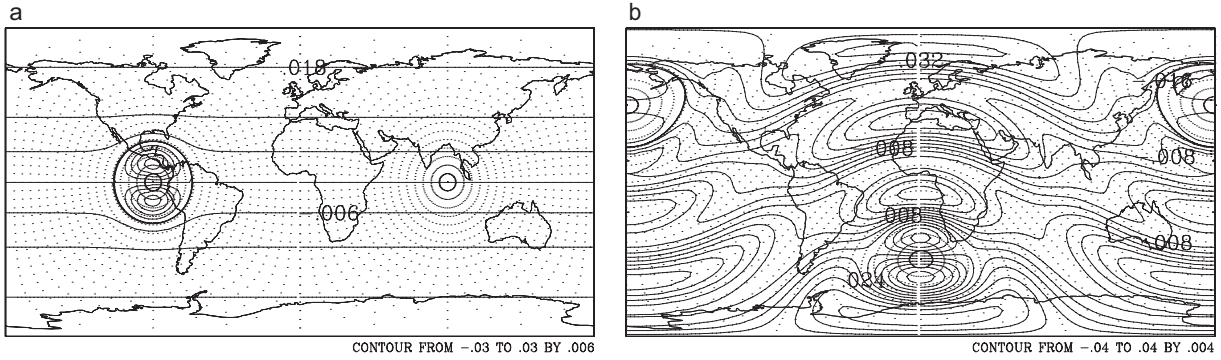 a
b
.018
-.006
CONTOUR FROM -.03 TO .03 BY .006
.032
.016
.008
-.008
.008
-.008
.024
CONTOUR FROM -.04 TO .04 BY .004